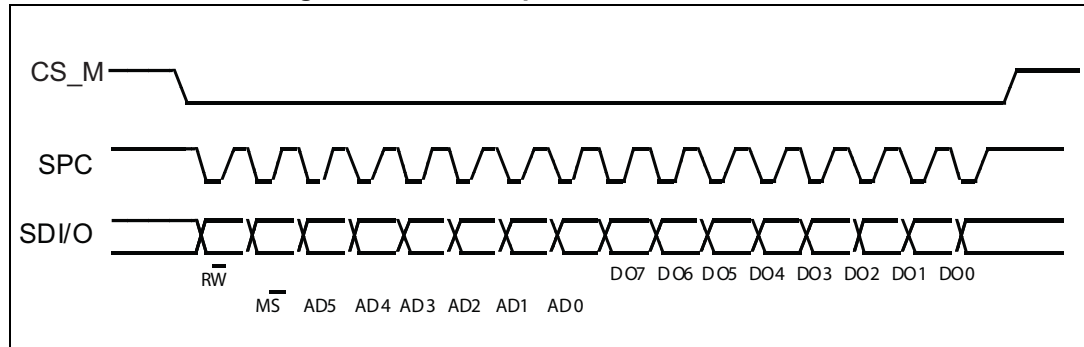 CS_M
SPC
SDI/O
RW
DO7 DO6 DO5 DO4 DO3 DO2 DO1 DO0
MS AD5 AD4 AD3 AD2 AD1 AD0